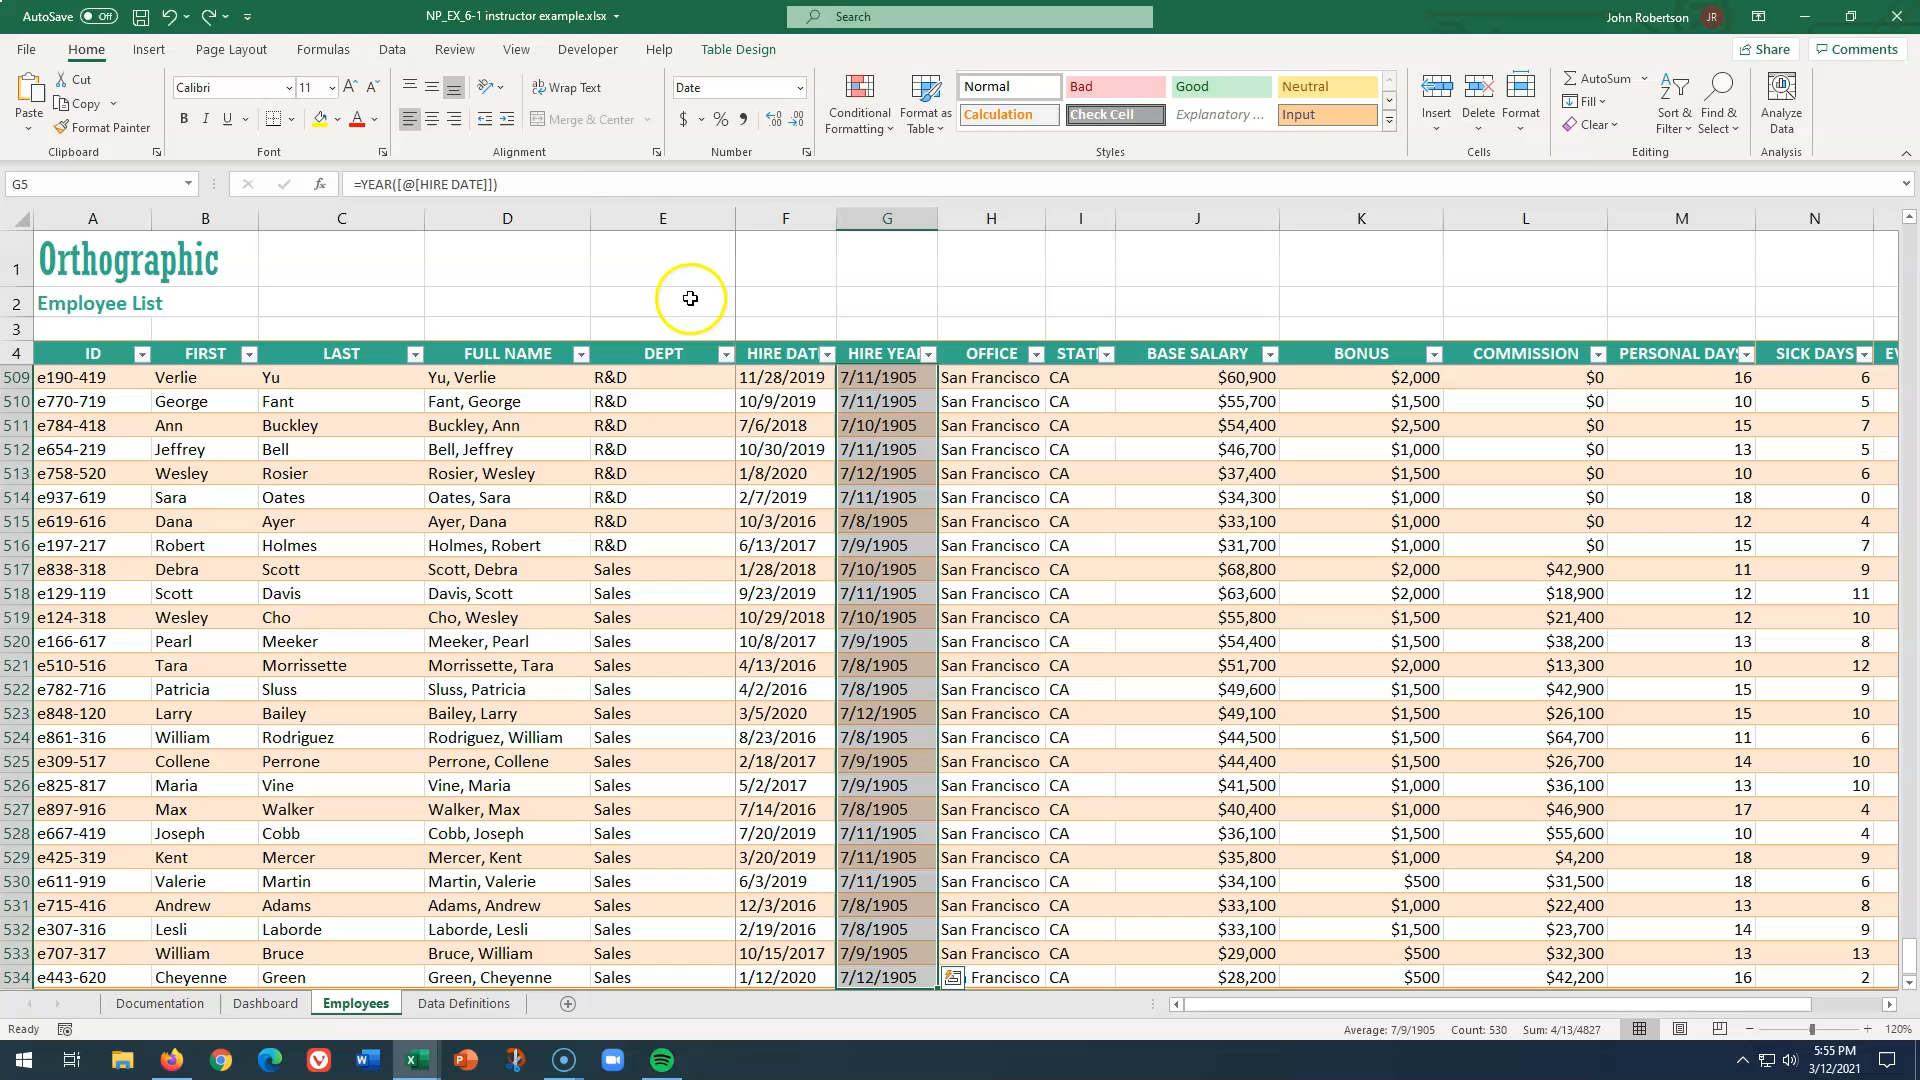 AutoSave Off NP_EX_6-1 instructor example.xlsx Search John Robertson JR
File Home Insert Page Layout Formulas Data Review View Developer Help Table Design Share Comments
Cut Calibri 11 Wrap Text Date Normal Bad Good Neutral AutoSum
Paste Copy Conditional Formatting Format as Table Insert Delete Format Fill Sort & Filter Find & Select Analyze Data
Format Painter B I U Merge & Center $ % Calculation Check Cell Explanatory ... Input Clear
Clipboard Font Alignment Number Styles Cells Editing Analysis
G5 fx =YEAR([@[HIRE DATE]])
A B C D E F G H I J K L M N
1 Orthographic
2 Employee List
3
4 ID FIRST LAST FULL NAME DEPT HIRE DAT HIRE YEA OFFICE STAT BASE SALARY BONUS COMMISSION PERSONAL DAYS SICK DAYS EV
509 e190-419 Verlie Yu Yu, Verlie R&D 11/28/2019 7/11/1905 San Francisco CA $60,900 $2,000 $0 16 6
510 e770-719 George Fant Fant, George R&D 10/9/2019 7/11/1905 San Francisco CA $55,700 $1,500 $0 10 5
511 e784-418 Ann Buckley Buckley, Ann R&D 7/6/2018 7/10/1905 San Francisco CA $54,400 $2,500 $0 15 7
512 e654-219 Jeffrey Bell Bell, Jeffrey R&D 10/30/2019 7/11/1905 San Francisco CA $46,700 $1,000 $0 13 5
513 e758-520 Wesley Rosier Rosier, Wesley R&D 1/8/2020 7/12/1905 San Francisco CA $37,400 $1,500 $0 10 6
514 e937-619 Sara Oates Oates, Sara R&D 2/7/2019 7/11/1905 San Francisco CA $34,300 $1,000 $0 18 0
515 e619-616 Dana Ayer Ayer, Dana R&D 10/3/2016 7/8/1905 San Francisco CA $33,100 $1,000 $0 12 4
516 e197-217 Robert Holmes Holmes, Robert R&D 6/13/2017 7/9/1905 San Francisco CA $31,700 $1,000 $0 15 7
517 e838-318 Debra Scott Scott, Debra Sales 1/28/2018 7/10/1905 San Francisco CA $68,800 $2,000 $42,900 11 9
518 e129-119 Scott Davis Davis, Scott Sales 9/23/2019 7/11/1905 San Francisco CA $63,600 $2,000 $18,900 12 11
519 e124-318 Wesley Cho Cho, Wesley Sales 10/29/2018 7/10/1905 San Francisco CA $55,800 $1,500 $21,400 12 10
520 e166-617 Pearl Meeker Meeker, Pearl Sales 10/8/2017 7/9/1905 San Francisco CA $54,400 $1,500 $38,200 13 8
521 e510-516 Tara Morrissette Morrissette, Tara Sales 4/13/2016 7/8/1905 San Francisco CA $51,700 $2,000 $13,300 10 12
522 e782-716 Patricia Sluss Sluss, Patricia Sales 4/2/2016 7/8/1905 San Francisco CA $49,600 $1,500 $42,900 15 9
523 e848-120 Larry Bailey Bailey, Larry Sales 3/5/2020 7/12/1905 San Francisco CA $49,100 $1,500 $26,100 15 10
524 e861-316 William Rodriguez Rodriguez, William Sales 8/23/2016 7/8/1905 San Francisco CA $44,500 $1,500 $64,700 11 6
525 e309-517 Collene Perrone Perrone, Collene Sales 2/18/2017 7/9/1905 San Francisco CA $44,400 $1,500 $26,700 14 10
526 e825-817 Maria Vine Vine, Maria Sales 5/2/2017 7/9/1905 San Francisco CA $41,500 $1,000 $36,100 13 10
527 e897-916 Max Walker Walker, Max Sales 7/14/2016 7/8/1905 San Francisco CA $40,400 $1,000 $46,900 17 4
528 e667-419 Joseph Cobb Cobb, Joseph Sales 7/20/2019 7/11/1905 San Francisco CA $36,100 $1,500 $55,600 10 4
529 e425-319 Kent Mercer Mercer, Kent Sales 3/20/2019 7/11/1905 San Francisco CA $35,800 $1,000 $4,200 18 9
530 e611-919 Valerie Martin Martin, Valerie Sales 6/3/2019 7/11/1905 San Francisco CA $34,100 $500 $31,500 18 6
531 e715-416 Andrew Adams Adams, Andrew Sales 12/3/2016 7/8/1905 San Francisco CA $33,100 $1,000 $22,400 13 8
532 e307-316 Lesli Laborde Laborde, Lesli Sales 2/19/2016 7/8/1905 San Francisco CA $33,100 $1,000 $23,700 14 9
533 e707-317 William Bruce Bruce, William Sales 10/15/2017 7/9/1905 San Francisco CA $29,000 $500 $32,300 13 13
534 e443-620 Cheyenne Green Green, Cheyenne Sales 1/12/2020 7/12/1905 Francisco CA $28,200 $500 $42,200 16 2
Documentation Dashboard Employees Data Definitions
Ready Average: 7/9/1905 Count: 530 Sum: 4/13/4827 120%
5:55 PM
3/12/2021